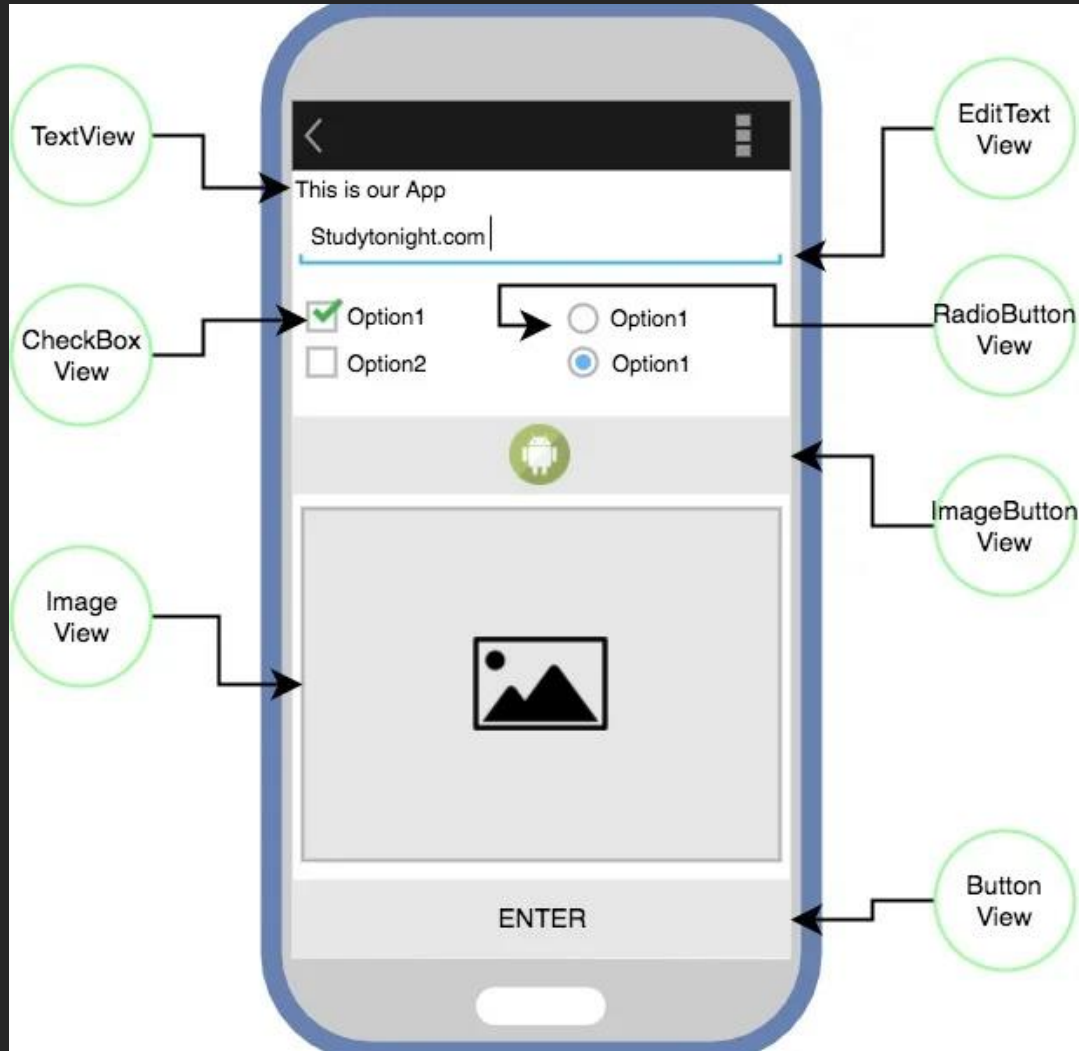 TextView
EditText
View
This is our App
Studytonight.com
CheckBox
View
Option1
Option2
Option1
Option1
RadioButton
View
ImageButton
View
Image
View
Button
View
ENTER